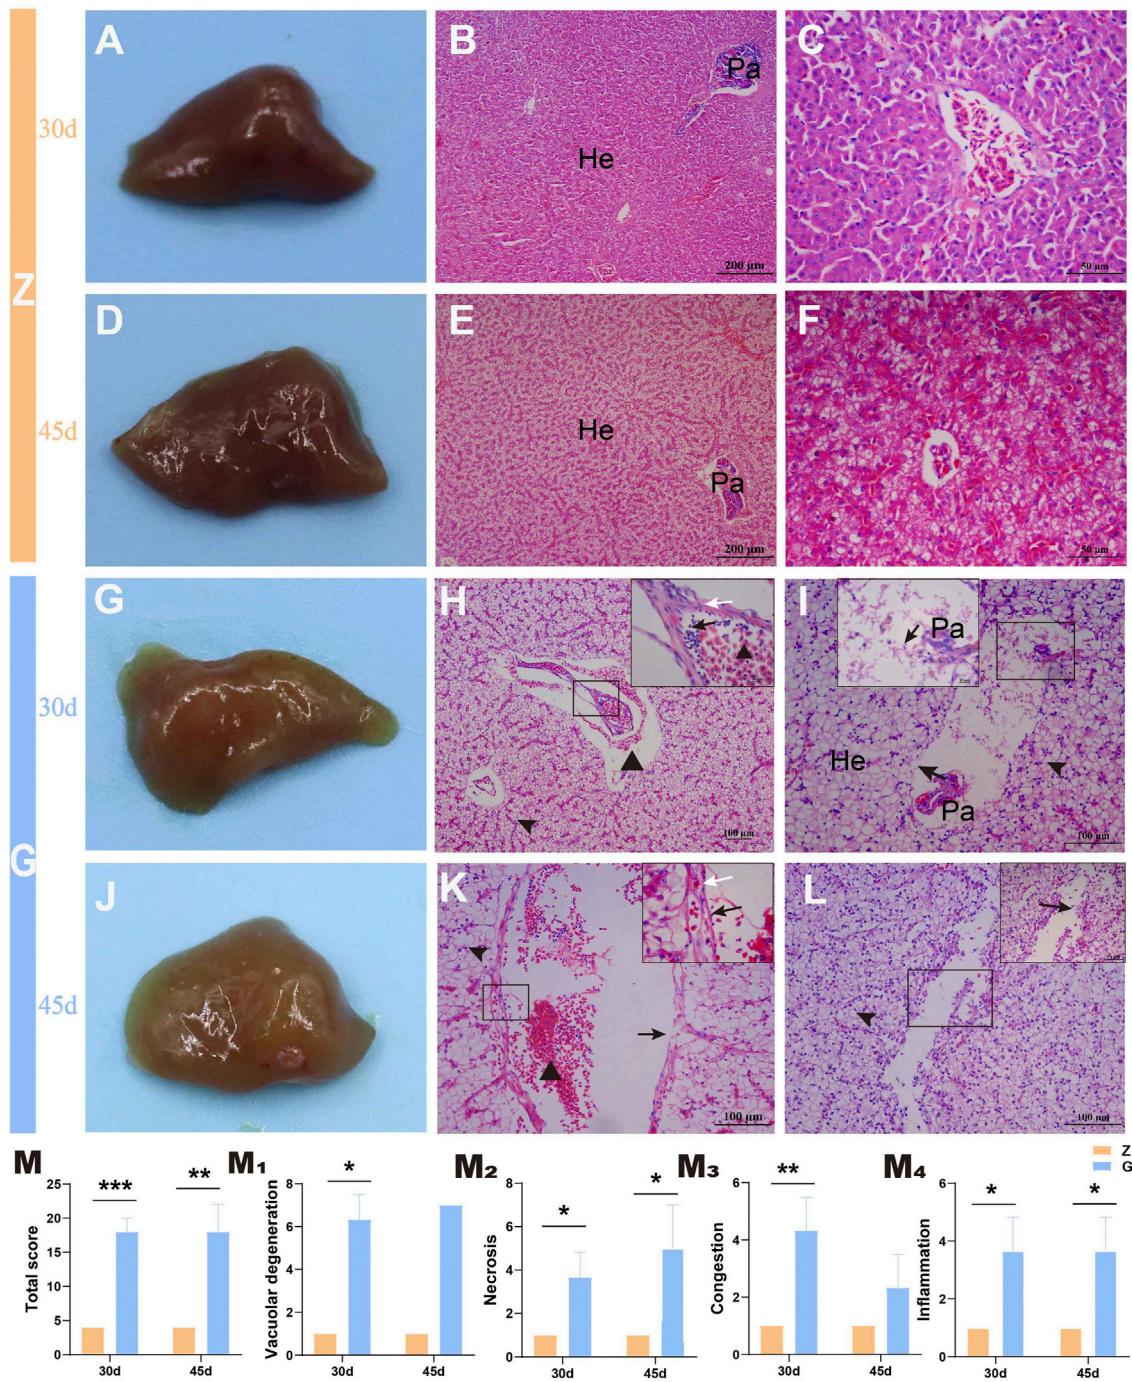 A
B
Pa
C
30d
He
200 μm
50 μm
Z
D
E
F
45d
He
Pa
200 μm
50 μm
G
H
I
Pa
30d
He
Pa
100 μm
100 μm
G
J
K
L
45d
100 μm
100 μm
M
M1
M2
M3
M4
Z
G
Total score
25
20
15
10
5
0
***
**
30d
45d
Vacuolar degeneration
8
6
4
2
0
*
30d
45d
Necrosis
8
6
4
2
0
*
*
30d
45d
Congestion
6
4
2
0
**
30d
45d
Inflammation
6
4
2
0
*
*
30d
45d